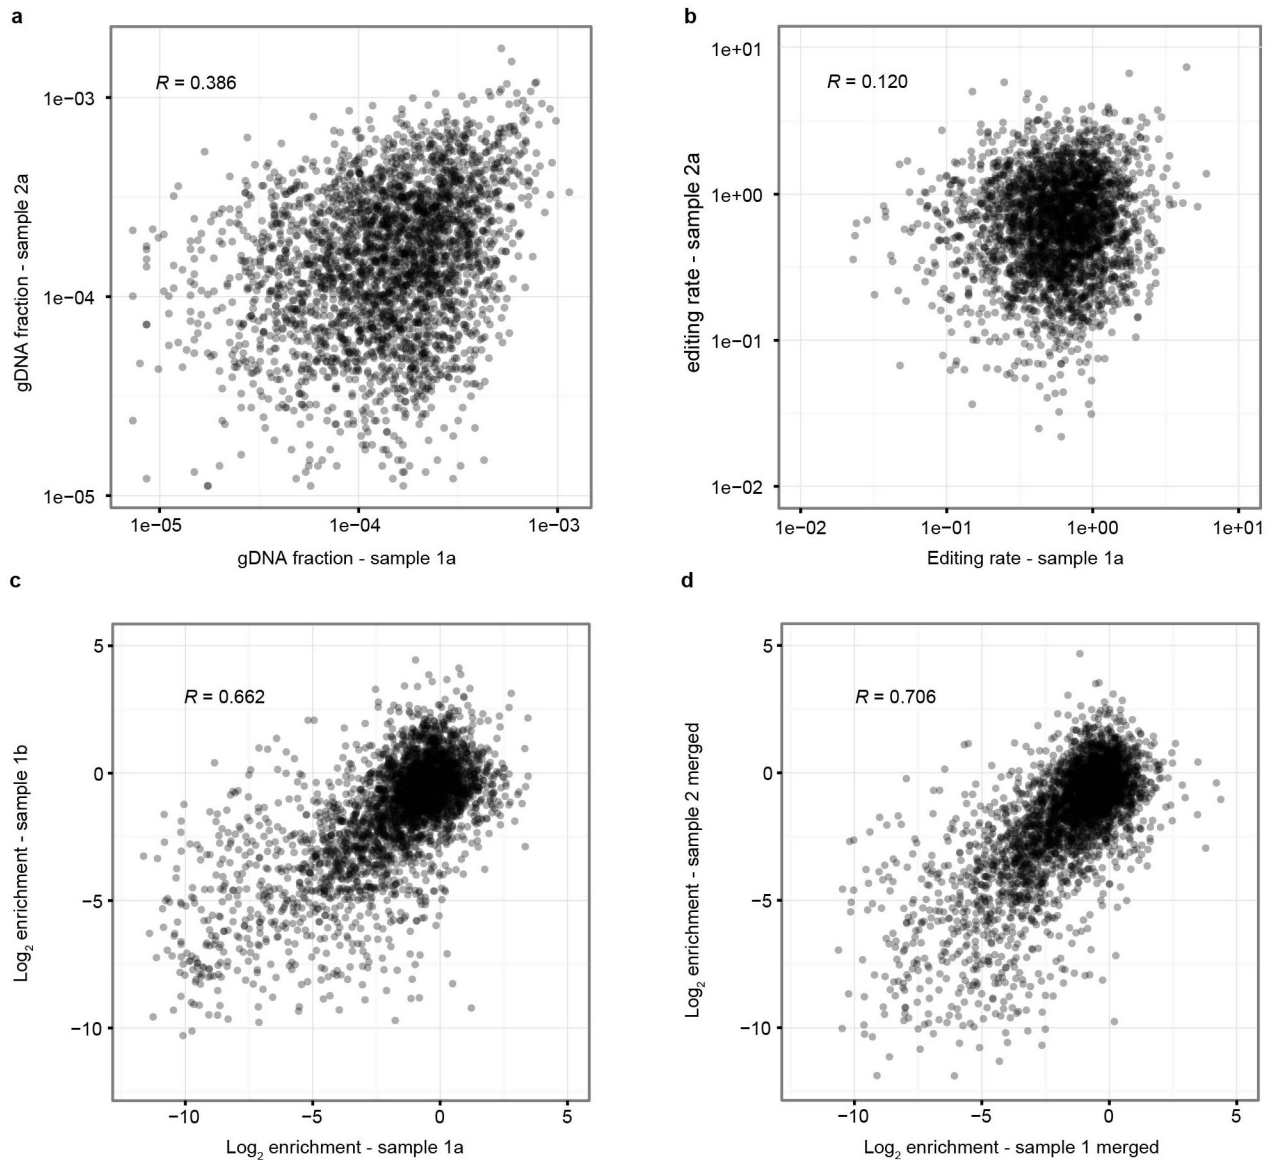 a
R = 0.386
1e−03
1e−04
1e−05
gDNA fraction - sample 2a
1e−05 1e−04 1e−03
gDNA fraction - sample 1a
b
R = 0.120
1e+01
1e+00
1e−01
1e−02
editing rate - sample 2a
1e−02 1e−01 1e+00 1e+01
Editing rate - sample 1a
c
R = 0.662
5
0
−5
−10
Log2 enrichment - sample 1b
−10 −5 0 5
Log2 enrichment - sample 1a
d
R = 0.706
5
0
−5
−10
Log2 enrichment - sample 2 merged
−10 −5 0 5
Log2 enrichment - sample 1 merged